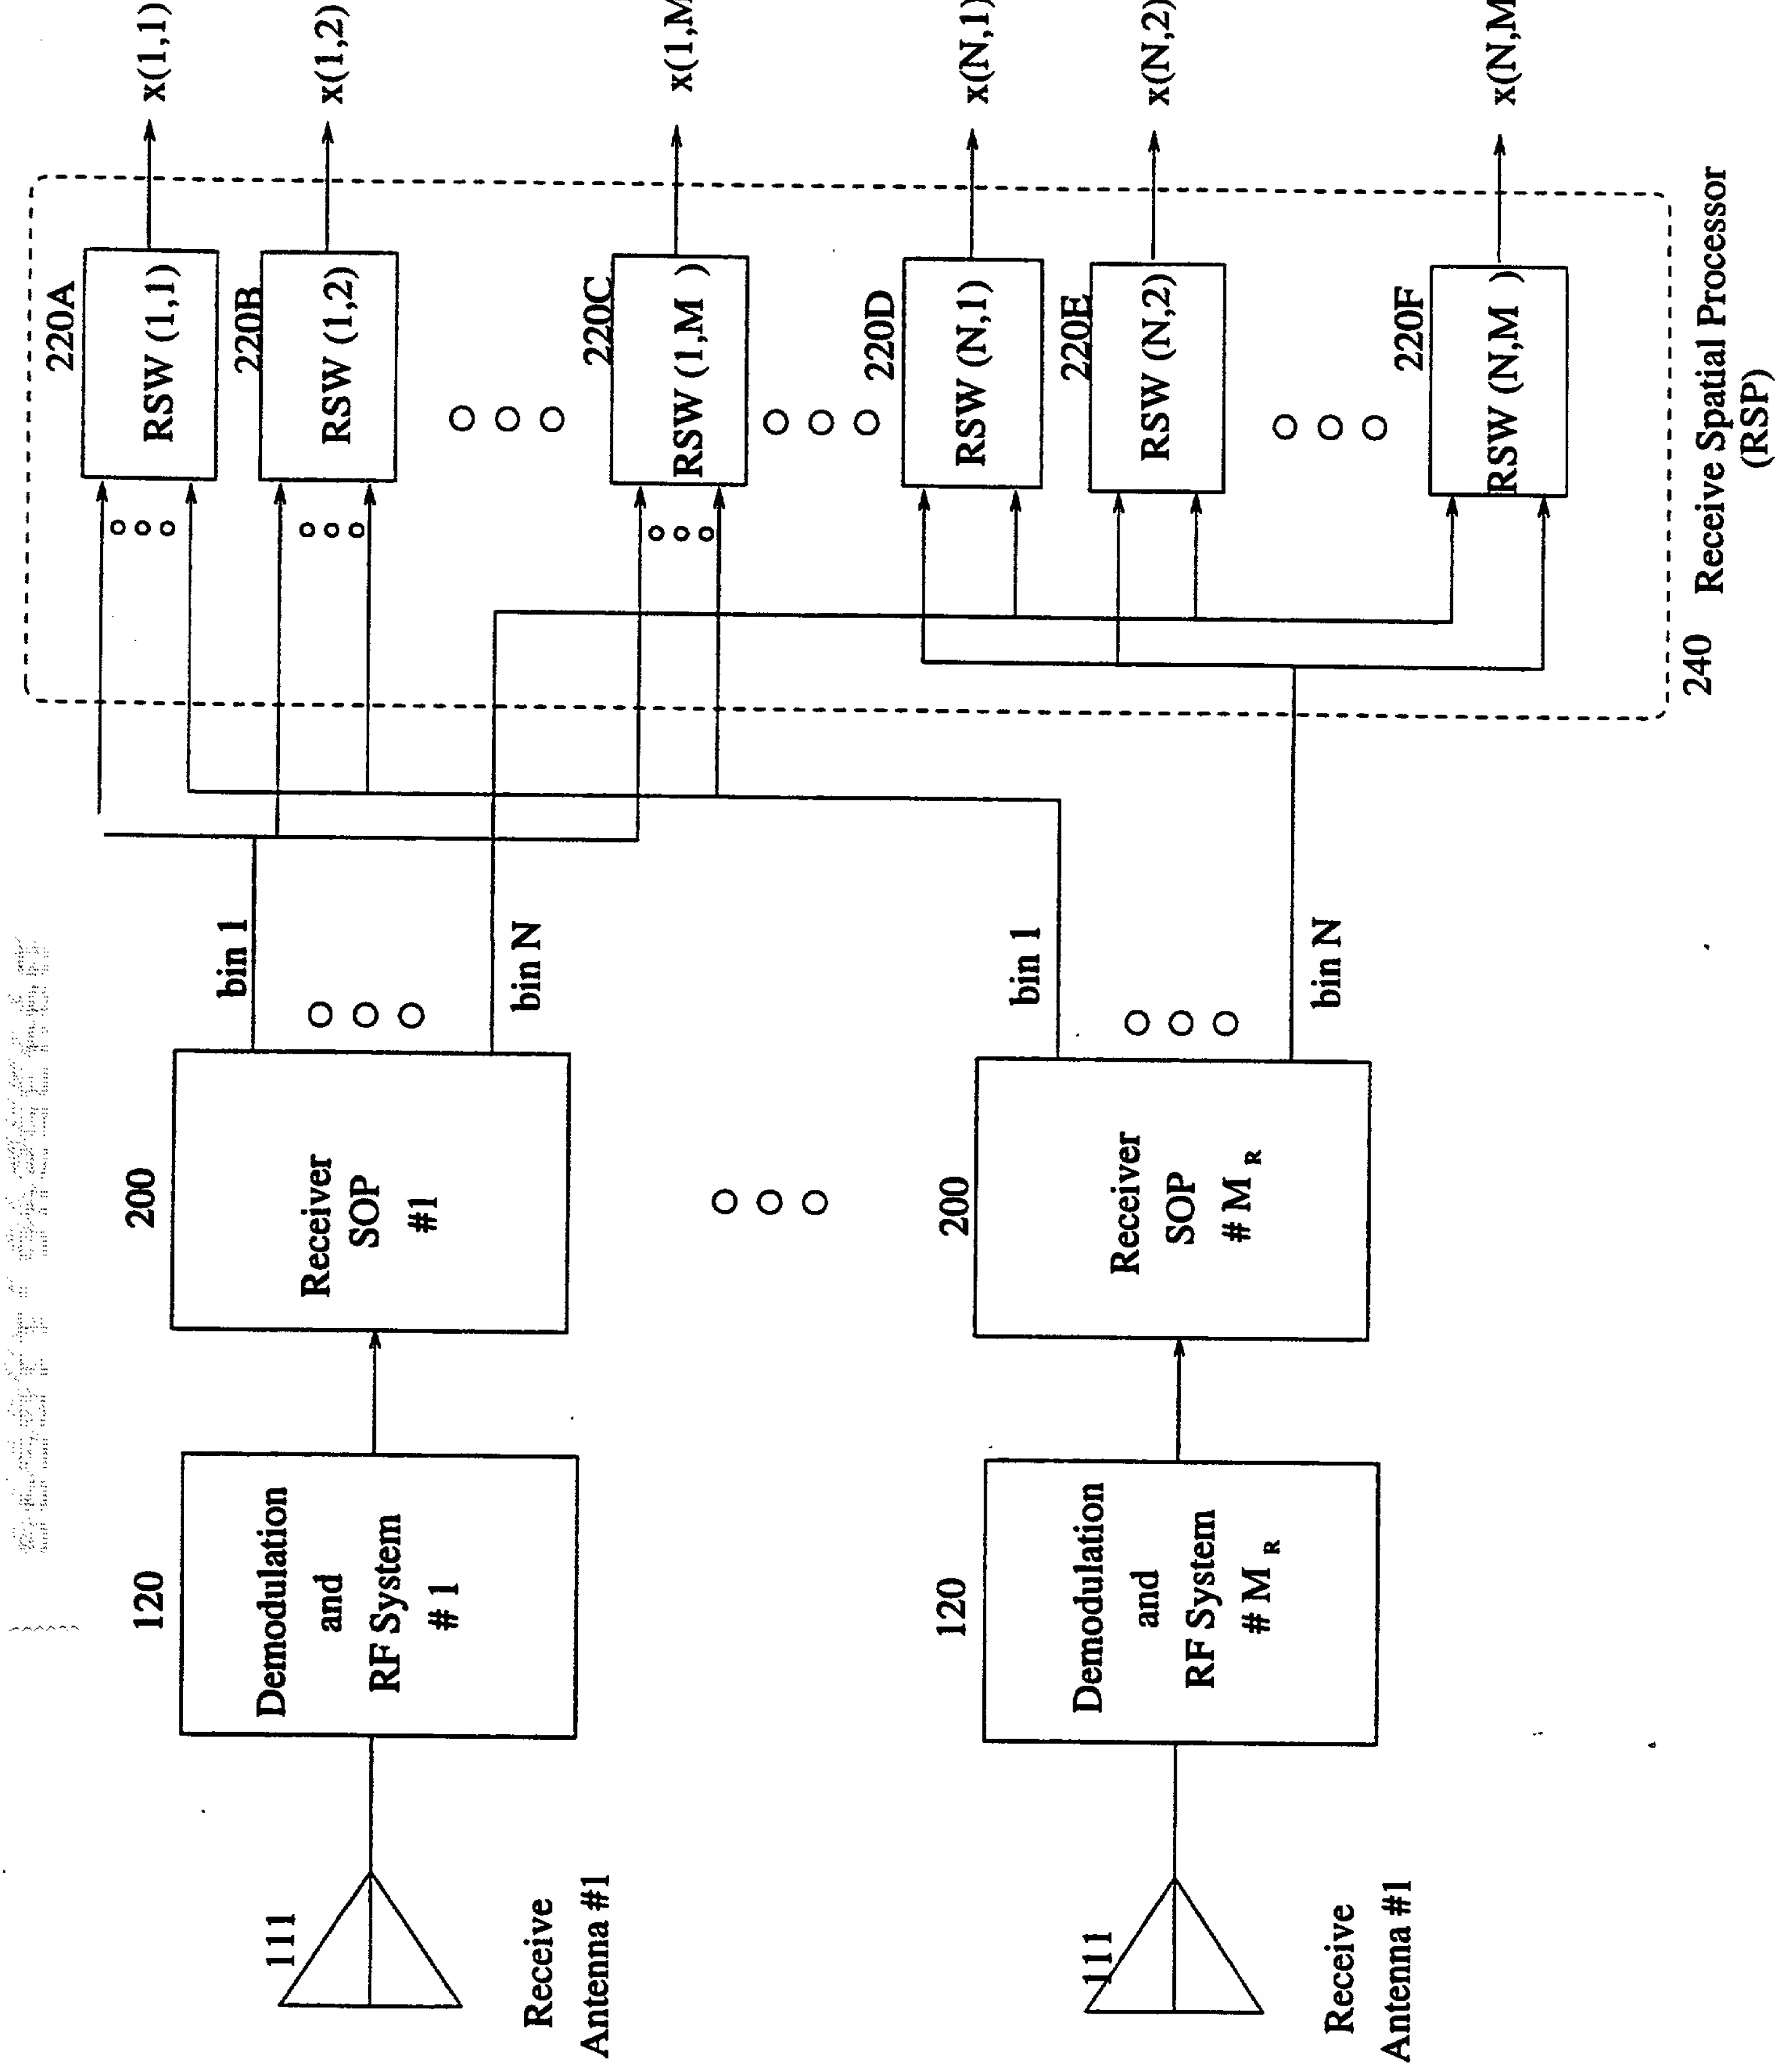 111
Receive
Antenna #1
120
Demodulation
and
RF System
# 1
200
Receiver
SOP
#1
bin 1
bin N
220A
RSW (1,1)
x(1,1)
220B
RSW (1,2)
x(1,2)
220C
RSW (1,M )
x(1,M
111
Receive
Antenna #1
120
Demodulation
and
RF System
# M R
200
Receiver
SOP
# M R
bin 1
bin N
220D
RSW (N,1)
x(N,1)
220E
RSW (N,2)
x(N,2)
220F
RSW (N,M )
x(N,M
240 Receive Spatial Processor
(RSP)